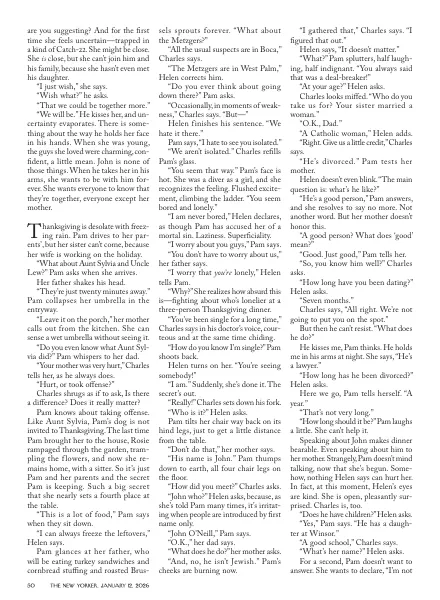 are you suggesting? And for the first
time she feels uncertain—trapped in
a kind of Catch-22. She might be close.
She is close, but she can't join him and
his family, because she hasn't even met
his daughter.
"I just wish," she says.
"Wish what?" he asks.
"That we could be together more."
"We will be." He kisses her, and un-
certainty evaporates. There is some-
thing about the way he holds her face
in his hands. When she was young,
the guys she loved were charming, con-
fident, a little mean. John is none of
those things. When he takes her in his
arms, she wants to be with him for-
ever. She wants everyone to know that
they're together, everyone except her
mother.
Thanksgiving is desolate with freez-
ing rain. Pam drives to her par-
ents', but her sister can't come, because
her wife is working on the holiday.
"What about Aunt Sylvia and Uncle
Lew?" Pam asks when she arrives.
Her father shakes his head.
"They're just twenty minutes away."
Pam collapses her umbrella in the
entryway.
"Leave it on the porch," her mother
calls out from the kitchen. She can
sense a wet umbrella without seeing it.
"Do you even know what Aunt Syl-
via did?" Pam whispers to her dad.
"Your mother was very hurt," Charles
tells her, as he always does.
"Hurt, or took offense?"
Charles shrugs as if to ask, Is there
a difference? Does it really matter?
Pam knows about taking offense.
Like Aunt Sylvia, Pam's dog is not
invited to Thanksgiving. The last time
Pam brought her to the house, Rosie
rampaged through the garden, tram-
pling the flowers, and now she re-
mains home, with a sitter. So it's just
Pam and her parents and the secret
Pam is keeping. Such a big secret
that she nearly sets a fourth place at
the table.
"This is a lot of food," Pam says
when they sit down.
"I can always freeze the leftovers,"
Helen says.
Pam glances at her father, who
will be eating turkey sandwiches and
cornbread stuffing and roasted Brus-
sels sprouts forever. "What about
the Metzgers?"
"All the usual suspects are in Boca,"
Charles says.
"The Metzgers are in West Palm,"
Helen corrects him.
"Do you ever think about going
down there?" Pam asks.
"Occasionally, in moments of weak-
ness," Charles says. "But—"
Helen finishes his sentence. "We
hate it there."
Pam says, "I hate to see you isolated."
"We aren't isolated." Charles refills
Pam's glass.
"You seem that way." Pam's face is
hot. She was a diver as a girl, and she
recognizes the feeling. Flushed excite-
ment, climbing the ladder. "You seem
bored and lonely."
"I am never bored," Helen declares,
as though Pam has accused her of a
mortal sin. Laziness. Superficiality.
"I worry about you guys," Pam says.
"You don't have to worry about us,"
her father says.
"I worry that you're lonely," Helen
tells Pam.
"Why?" She realizes how absurd this
is—fighting about who's lonelier at a
three-person Thanksgiving dinner.
"You've been single for a long time,"
Charles says in his doctor's voice, cour-
teous and at the same time chiding.
"How do you know I'm single?" Pam
shoots back.
Helen turns on her. "You're seeing
somebody!"
"I am." Suddenly, she's done it. The
secret's out.
"Really!" Charles sets down his fork.
"Who is it?" Helen asks.
Pam tilts her chair way back on its
hind legs, just to get a little distance
from the table.
"Don't do that," her mother says.
"His name is John." Pam thumps
down to earth, all four chair legs on
the floor.
"How did you meet?" Charles asks.
"John who?" Helen asks, because, as
she's told Pam many times, it's irritat-
ing when people are introduced by first
name only.
"John O'Neill," Pam says.
"O.K.," her dad says.
"What does he do?" her mother asks.
"And, no, he isn't Jewish." Pam's
cheeks are burning now.
"I gathered that," Charles says. "I
figured that out."
Helen says, "It doesn't matter."
"What?" Pam splutters, half laugh-
ing, half indignant. "You always said
that was a deal-breaker!"
"At your age?" Helen asks.
Charles looks miffed. "Who do you
take us for? Your sister married a
woman."
"O.K., Dad."
"A Catholic woman," Helen adds.
"Right. Give us a little credit," Charles
says.
"He's divorced." Pam tests her
mother.
Helen doesn't even blink. "The main
question is: what's he like?"
"He's a good person," Pam answers,
and she resolves to say no more. Not
another word. But her mother doesn't
honor this.
"A good person? What does 'good'
mean?"
"Good. Just good," Pam tells her.
"So, you know him well?" Charles
asks.
"How long have you been dating?"
Helen asks.
"Seven months."
Charles says, "All right. We're not
going to put you on the spot."
But then he can't resist. "What does
he do?"
He kisses me, Pam thinks. He holds
me in his arms at night. She says, "He's
a lawyer."
"How long has he been divorced?"
Helen asks.
Here we go, Pam tells herself. "A
year."
"That's not very long."
"How long should it be?" Pam laughs
a little. She can't help it.
Speaking about John makes dinner
bearable. Even speaking about him to
her mother. Strangely, Pam doesn't mind
talking, now that she's begun. Some-
how, nothing Helen says can hurt her.
In fact, at this moment, Helen's eyes
are kind. She is open, pleasantly sur-
prised. Charles is, too.
"Does he have children?" Helen asks.
"Yes," Pam says. "He has a daugh-
ter at Winsor."
"A good school," Charles says.
"What's her name?" Helen asks.
For a second, Pam doesn't want to
answer. She wants to declare, "I'm not
50 THE NEW YORKER, JANUARY 12, 2026